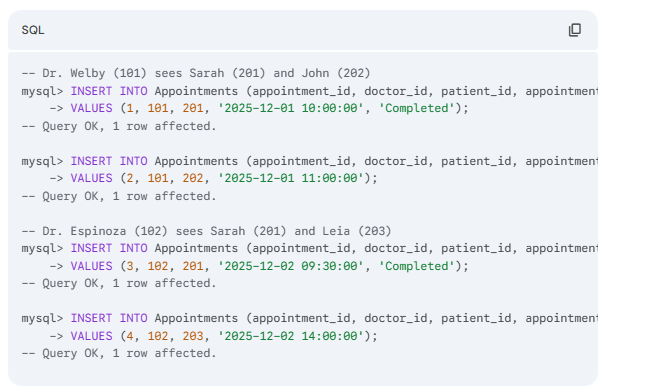 SQL
-- Dr. Welby (101) sees Sarah (201) and John (202)
mysql> INSERT INTO Appointments (appointment_id, doctor_id, patient_id, appointment
    -> VALUES (1, 101, 201, '2025-12-01 10:00:00', 'Completed');
-- Query OK, 1 row affected.
mysql> INSERT INTO Appointments (appointment_id, doctor_id, patient_id, appointment
    -> VALUES (2, 101, 202, '2025-12-01 11:00:00');
-- Query OK, 1 row affected.
-- Dr. Espinoza (102) sees Sarah (201) and Leia (203)
mysql> INSERT INTO Appointments (appointment_id, doctor_id, patient_id, appointment
    -> VALUES (3, 102, 201, '2025-12-02 09:30:00', 'Completed');
-- Query OK, 1 row affected.
mysql> INSERT INTO Appointments (appointment_id, doctor_id, patient_id, appointment
    -> VALUES (4, 102, 203, '2025-12-02 14:00:00');
-- Query OK, 1 row affected.